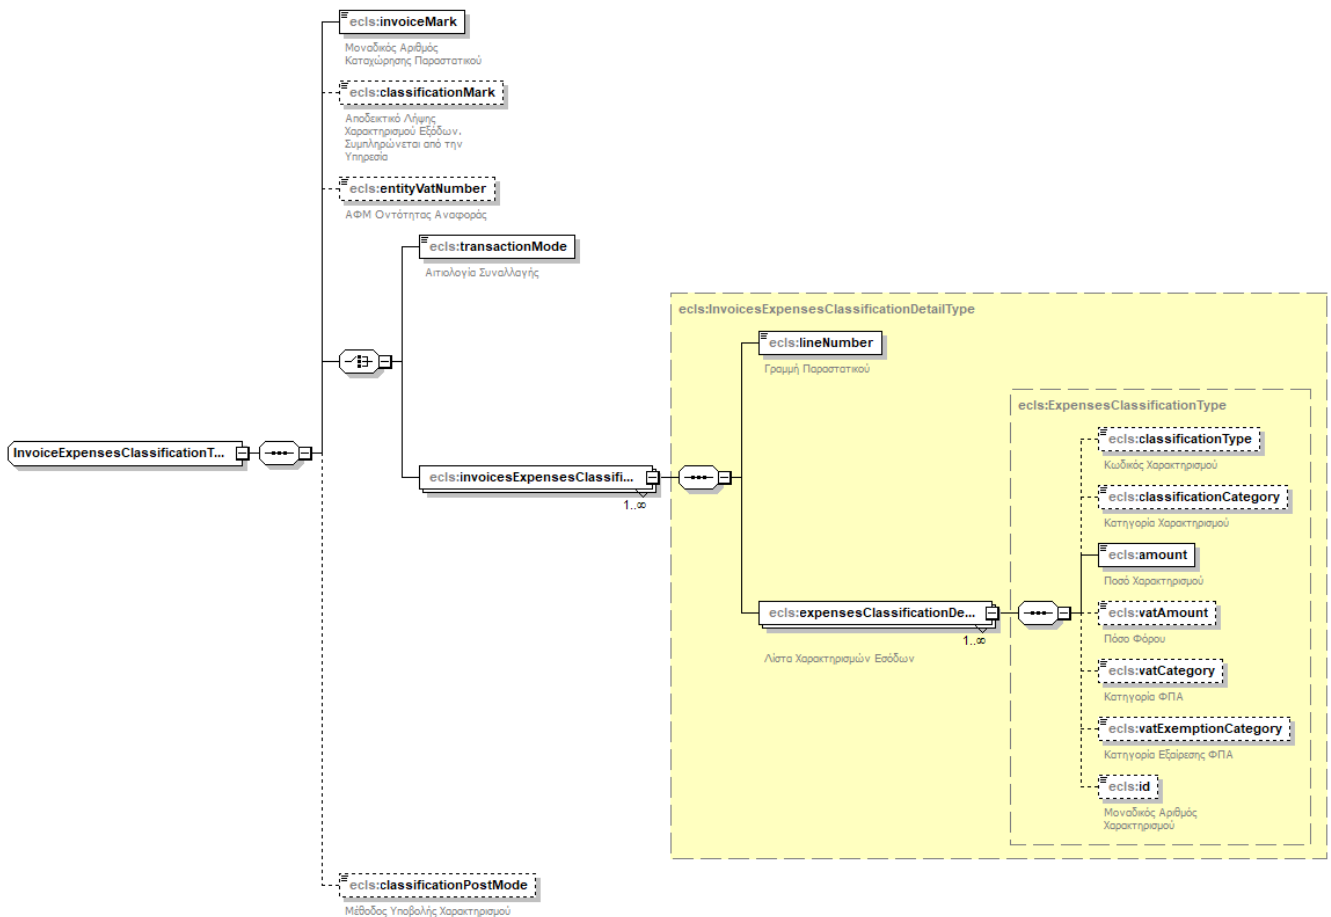 ecls:invoiceMark
Μοναδικός Αριθμός
Καταχώρησης Παραστατικού
ecls:classificationMark
Αποδεικτικό Λήψης
Χαρακτηρισμού Εξόδων.
Συμπληρώνεται από την
Υπηρεσία
ecls:entityVatNumber
ΑΦΜ Οντότητας Αναφοράς
ecls:transactionMode
Αιτιολογία Συναλλαγής
ecls:InvoicesExpensesClassificationDetailType
ecls:lineNumber
Γραμμή Παραστατικού
ecls:ExpensesClassificationType
ecls:classificationType
Κωδικός Χαρακτηρισμού
InvoiceExpensesClassificationT...
ecls:invoicesExpensesClassifi...
1..∞
ecls:classificationCategory
Κατηγορία Χαρακτηρισμού
ecls:amount
Ποσό Χαρακτηρισμού
ecls:expensesClassificationDe...
1..∞
Λίστα Χαρακτηρισμών Εσόδων
ecls:vatAmount
Πόσο Φόρου
ecls:vatCategory
Κατηγορία ΦΠΑ
ecls:vatExemptionCategory
Κατηγορία Εξαίρεσης ΦΠΑ
ecls:id
Μοναδικός Αριθμός
Χαρακτηρισμού
ecls:classificationPostMode
Μέθοδος Υποβολής Χαρακτηρισμού